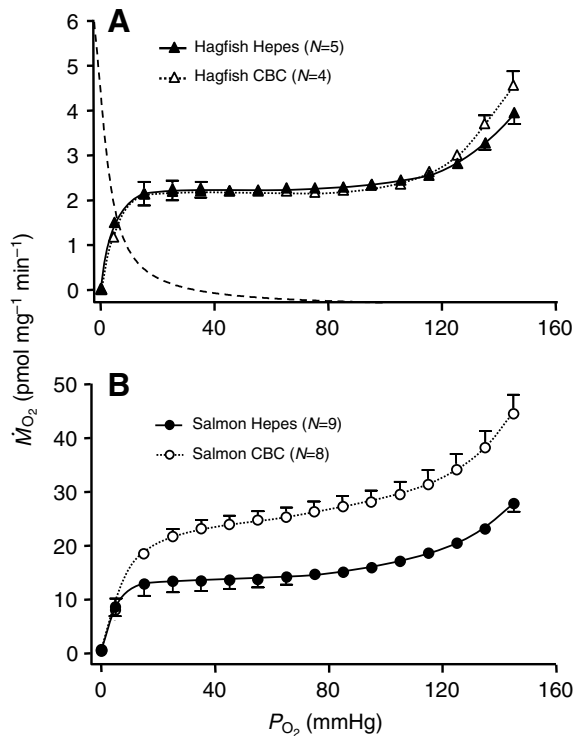 A
Hagfish Hepes (N=5)
Hagfish CBC (N=4)
6
5
4
3
2
1
0
0 40 80 120 160
ṀO₂ (pmol mg⁻¹ min⁻¹)
B
Salmon Hepes (N=9)
Salmon CBC (N=8)
50
40
30
20
10
0
0 40 80 120 160
PO₂ (mmHg)